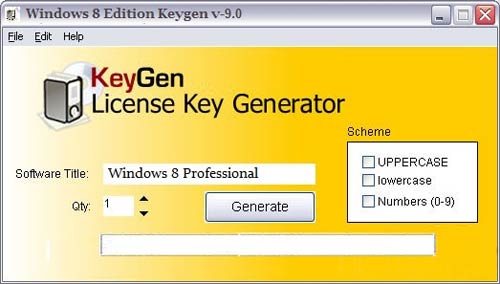 Windows 8 Edition Keygen v-9.0
File Edit Help
KeyGen
License Key Generator
Scheme
UPPERCASE
lowercase
Numbers (0-9)
Software Title: Windows 8 Professional
Qty: 1
Generate